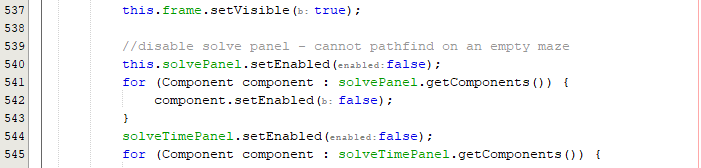 537 this.frame.setVisible(b: true);
538
539 //disable solve panel - cannot pathfind on an empty maze
540 this.solvePanel.setEnabled(enabled: false);
541 for (Component component : solvePanel.getComponents()) {
542 component.setEnabled(b: false);
543 }
544 solveTimePanel.setEnabled(enabled: false);
545 for (Component component : solveTimePanel.getComponents()) {